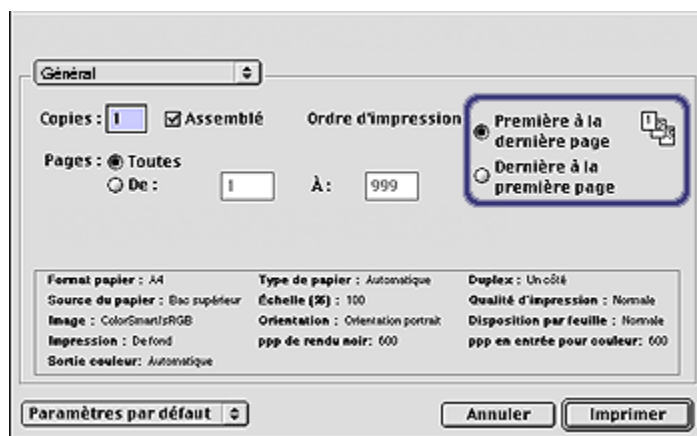 Général
Copies : 1 Assemblé Ordre d'impression Première à la dernière page
Pages : Toutes
De : 1 À : 999
Dernière à la première page
Format papier : A4 Type de papier : Automatique Duplex : Un côté
Source du papier : Bac supérieur Échelle (%) : 100 Qualité d'impression : Normale
Image : ColorSmart/sRGB Orientation : Orientation portrait Disposition par feuille : Normale
Impression : De fond ppp de rendu noir: 600 ppp en entrée pour couleur: 600
Sortie couleur: Automatique
Paramètres par défaut Annuler Imprimer